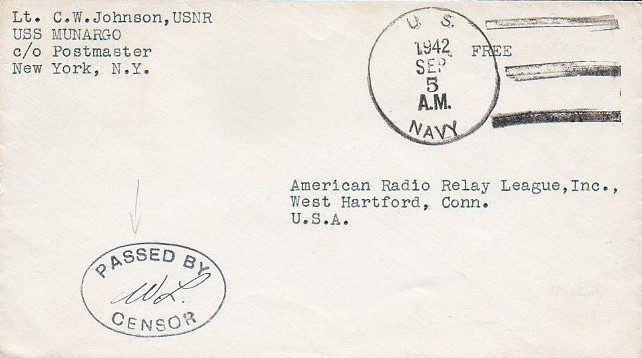 Lt. C.W.Johnson,USNR
USS MUNARGO
c/o Postmaster
New York, N.Y.
U. S.
1942
SEP
5
A.M.
NAVY
FREE
American Radio Relay League,Inc.,
West Hartford, Conn.
U.S.A.
PASSED BY
WL.
CENSOR